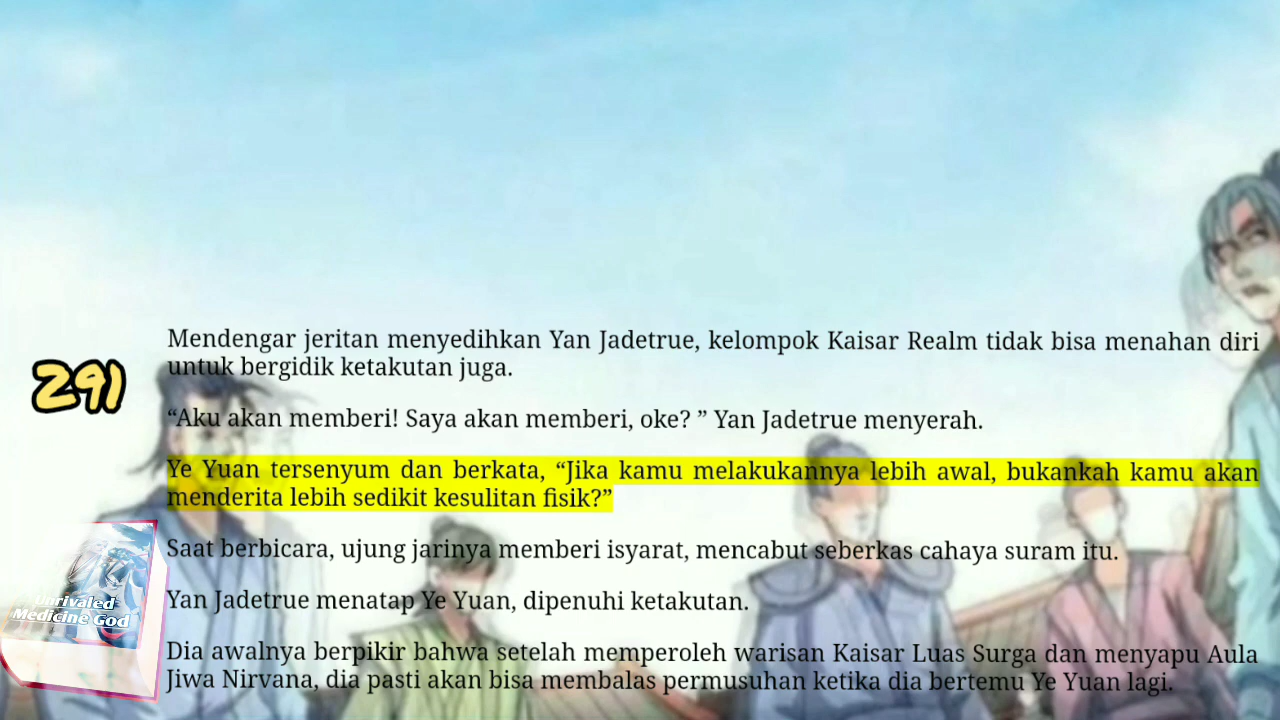 Mendengar jeritan menyedihkan Yan Jadetrue, kelompok Kaisar Realm tidak bisa menahan diri
untuk bergidik ketakutan juga.
291
“Aku akan memberi! Saya akan memberi, oke? ” Yan Jadetrue menyerah.
Ye Yuan tersenyum dan berkata, “Jika kamu melakukannya lebih awal, bukankah kamu akan
menderita lebih sedikit kesulitan fisik?”
Saat berbicara, ujung jarinya memberi isyarat, mencabut seberkas cahaya suram itu.
Yan Jadetrue menatap Ye Yuan, dipenuhi ketakutan.
Dia awalnya berpikir bahwa setelah memperoleh warisan Kaisar Luas Surga dan menyapu Aula
Jiwa Nirvana, dia pasti akan bisa membalas permusuhan ketika dia bertemu Ye Yuan lagi.
Unrivaled
Medicine God